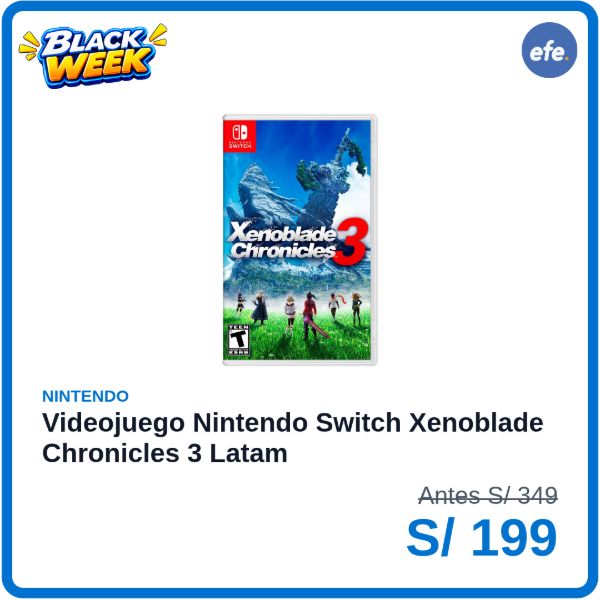 BLACK
WEEK
efe.
NINTENDO
SWITCH
Xenoblade
Chronicles 3
TEEN
T
ESRB
NINTENDO
Videojuego Nintendo Switch Xenoblade
Chronicles 3 Latam
Antes S/ 349
S/ 199